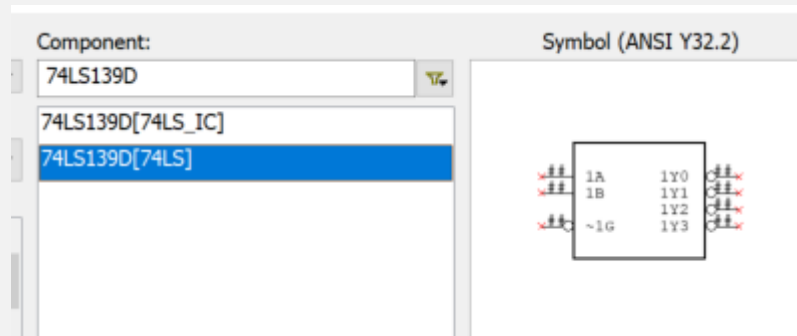 Component:
Symbol (ANSI Y32.2)
74LS139D
74LS139D[74LS_IC]
74LS139D[74LS]
1A 1Y0
1B 1Y1
1Y2
~1G 1Y3